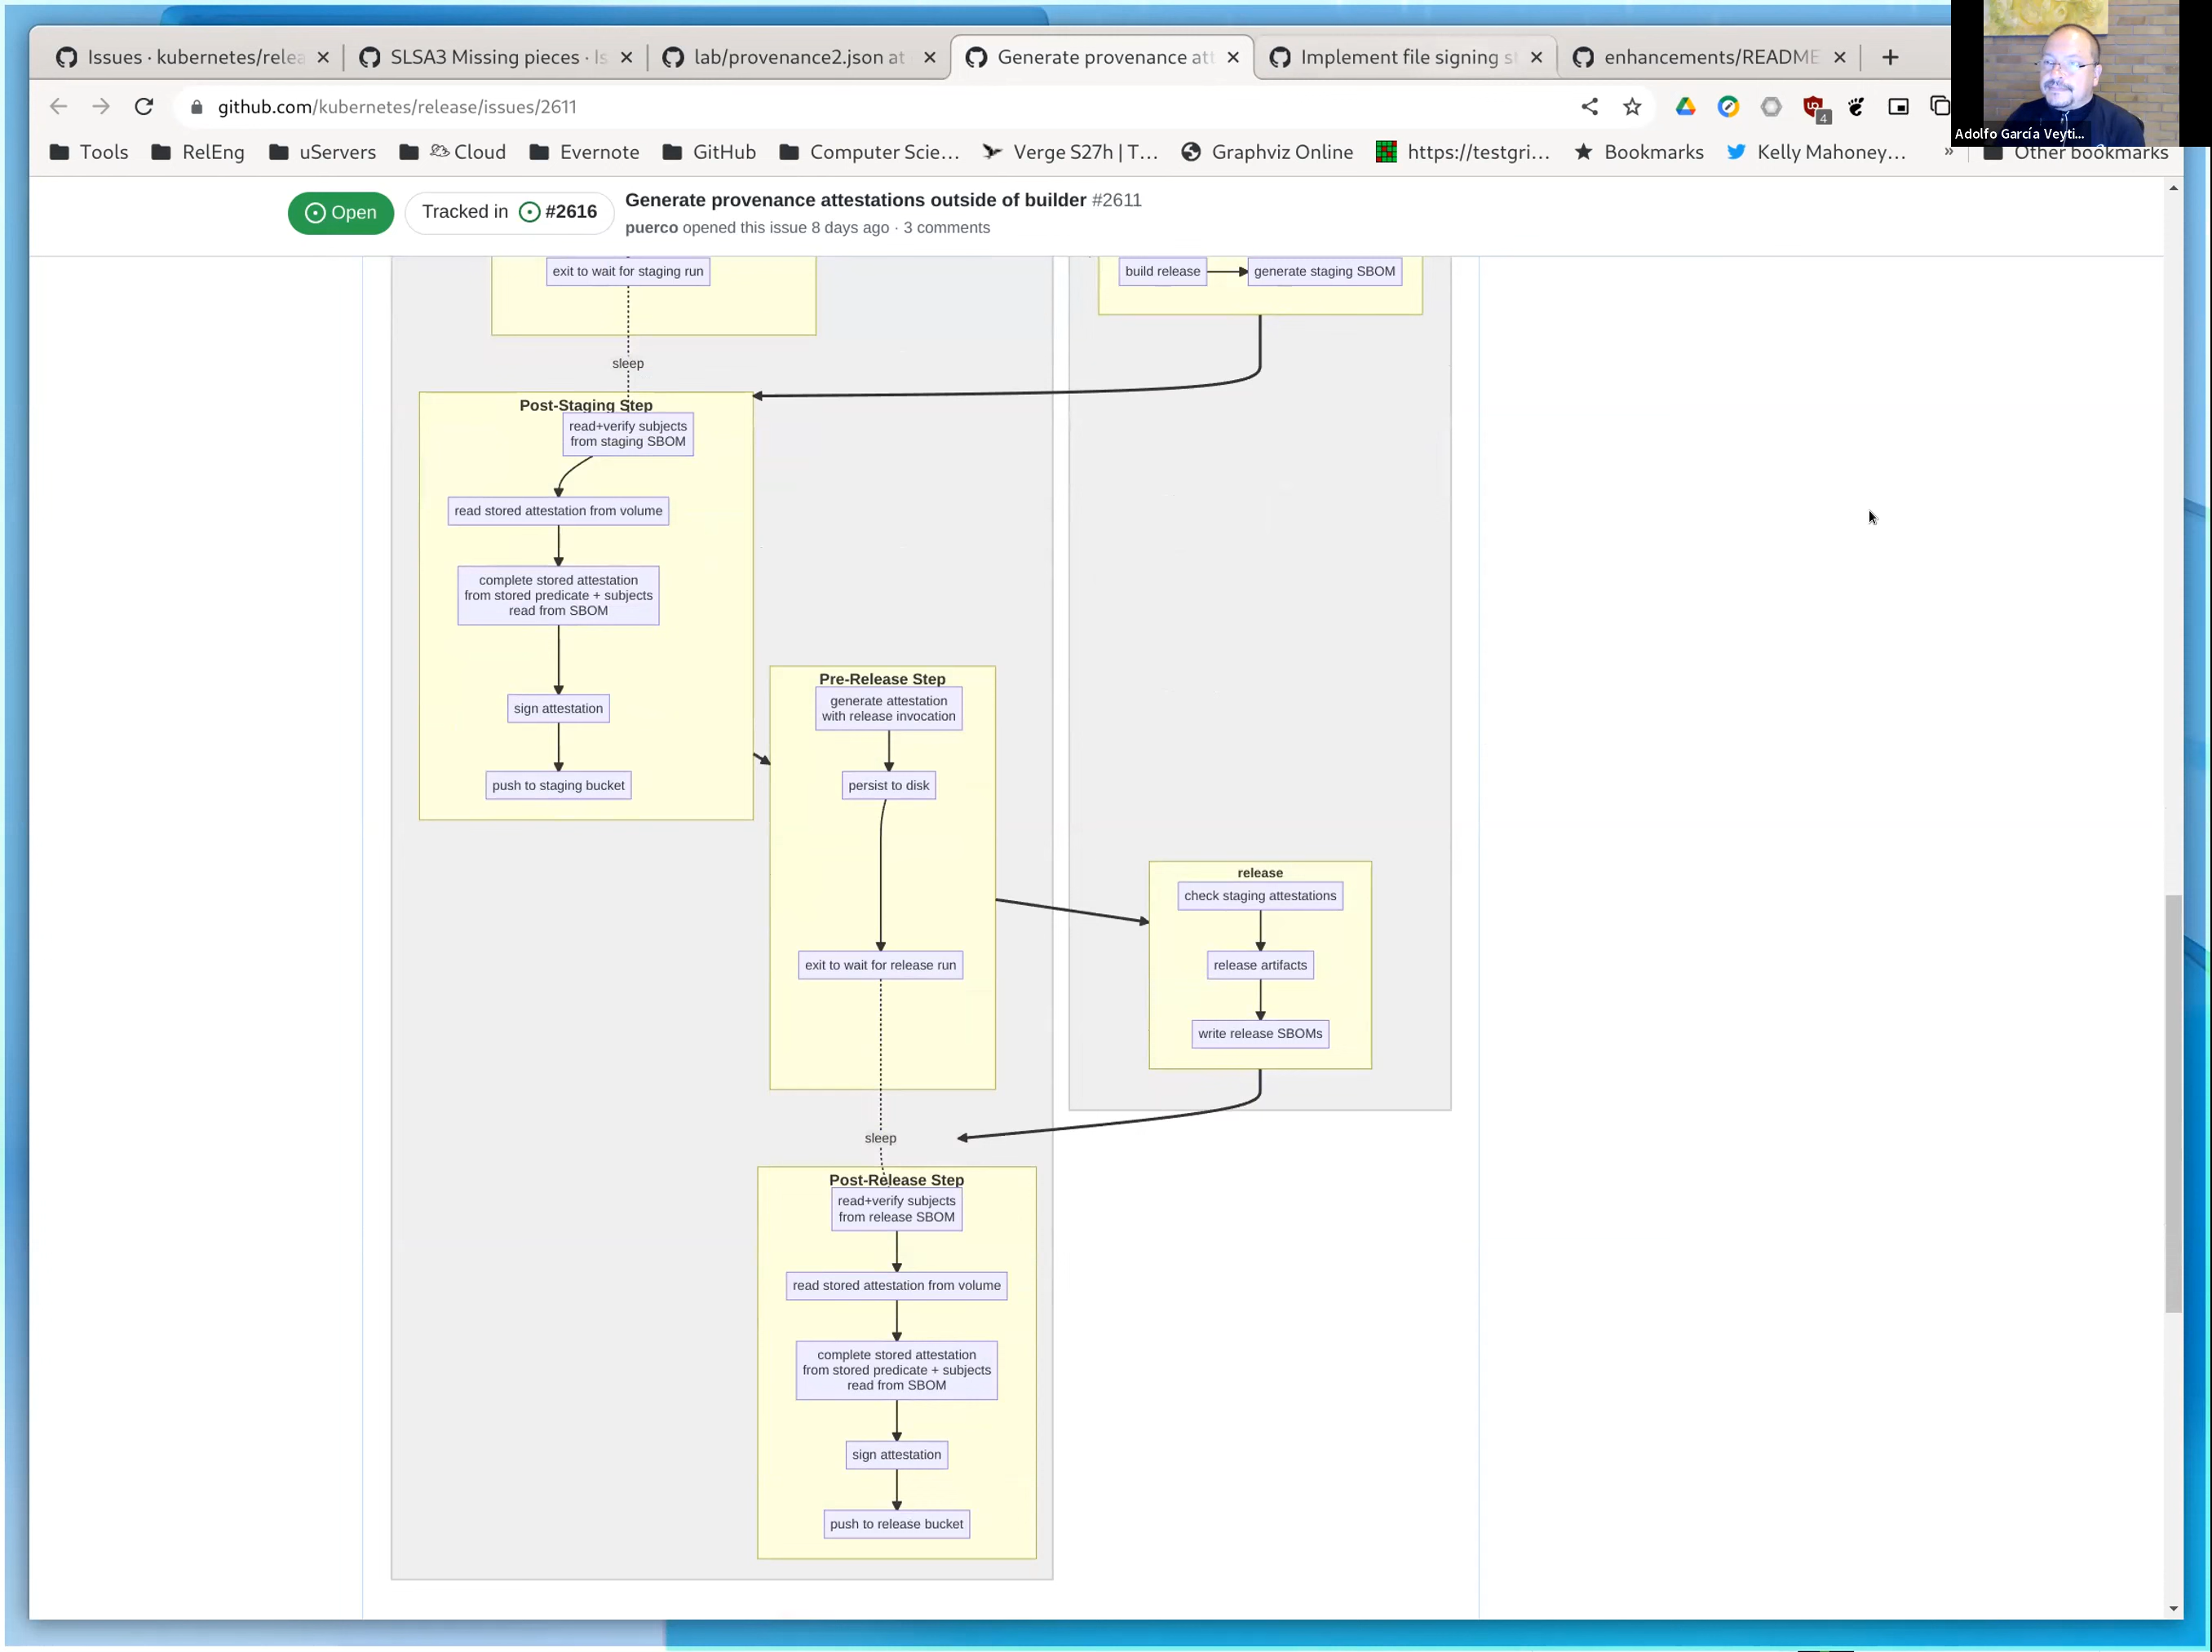 Issues · kubernetes/relea
SLSA3 Missing pieces · Is
lab/provenance2.json at
Generate provenance att
Implement file signing s
enhancements/README
github.com/kubernetes/release/issues/2611
4
Tools
RelEng
uServers
Cloud
Evernote
GitHub
Computer Scie…
Verge S27h | T…
Graphviz Online
https://testgri…
Bookmarks
Kelly Mahoney…
»
Other bookmarks
Adolfo García Veyti...
Open
Tracked in #2616
Generate provenance attestations outside of builder #2611
puerco opened this issue 8 days ago · 3 comments
exit to wait for staging run
build release
generate staging SBOM
sleep
Post-Staging Step
read+verify subjects
from staging SBOM
read stored attestation from volume
complete stored attestation
from stored predicate + subjects
read from SBOM
sign attestation
push to staging bucket
Pre-Release Step
generate attestation
with release invocation
persist to disk
exit to wait for release run
release
check staging attestations
release artifacts
write release SBOMs
sleep
Post-Release Step
read+verify subjects
from release SBOM
read stored attestation from volume
complete stored attestation
from stored predicate + subjects
read from SBOM
sign attestation
push to release bucket